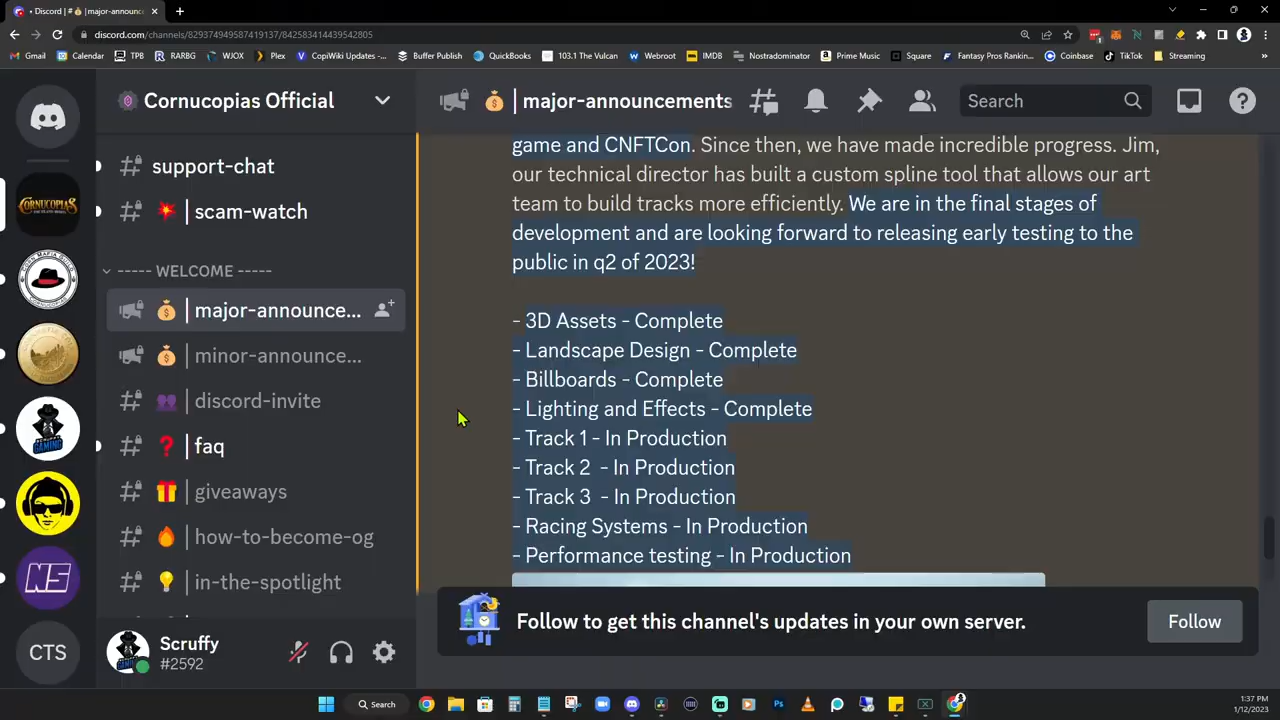 Discord | # 💰 | major-announc
discord.com/channels/829374949587419137/842583414439542805
Gmail
Calendar
TPB
RARBG
WJOX
Plex
CopiWiki Updates -...
Buffer Publish
QuickBooks
103.1 The Vulcan
Webroot
IMDB
Nostradominator
Prime Music
Square
Fantasy Pros Rankin...
Coinbase
TikTok
Streaming
Cornucopias Official
support-chat
scam-watch
----- WELCOME -----
major-announce...
minor-announce...
discord-invite
faq
giveaways
how-to-become-og
in-the-spotlight
CORNUCOPIAS
NS
CTS
Scruffy
#2592
| major-announcements
Search
game and CNFTCon. Since then, we have made incredible progress. Jim,
our technical director has built a custom spline tool that allows our art
team to build tracks more efficiently. We are in the final stages of
development and are looking forward to releasing early testing to the
public in q2 of 2023!
- 3D Assets - Complete
- Landscape Design - Complete
- Billboards - Complete
- Lighting and Effects - Complete
- Track 1 - In Production
- Track 2 - In Production
- Track 3 - In Production
- Racing Systems - In Production
- Performance testing - In Production
Follow to get this channel's updates in your own server.
Follow
Search
1:37 PM
1/12/2023